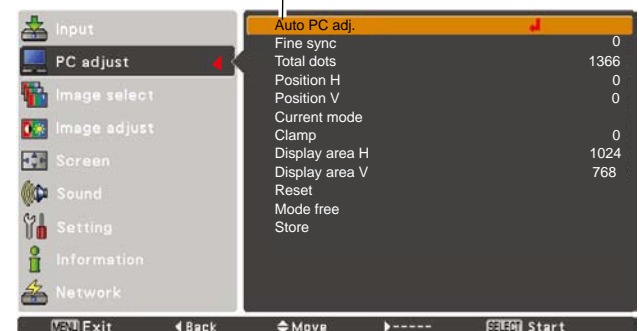 Input
PC adjust
Image select
Image adjust
Screen
Sound
Setting
Information
Network
Auto PC adj.
Fine sync 0
Total dots 1366
Position H 0
Position V 0
Current mode
Clamp 0
Display area H 1024
Display area V 768
Reset
Mode free
Store
MENU Exit Back Move ----- SELECT Start